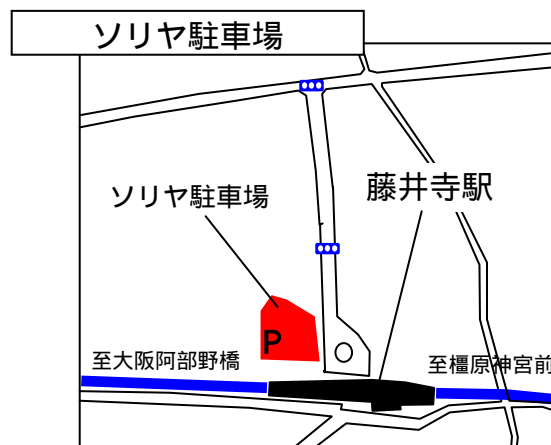 ソリヤ駐車場
ソリヤ駐車場
藤井寺駅
P
至大阪阿部野橋
至橿原神宮前